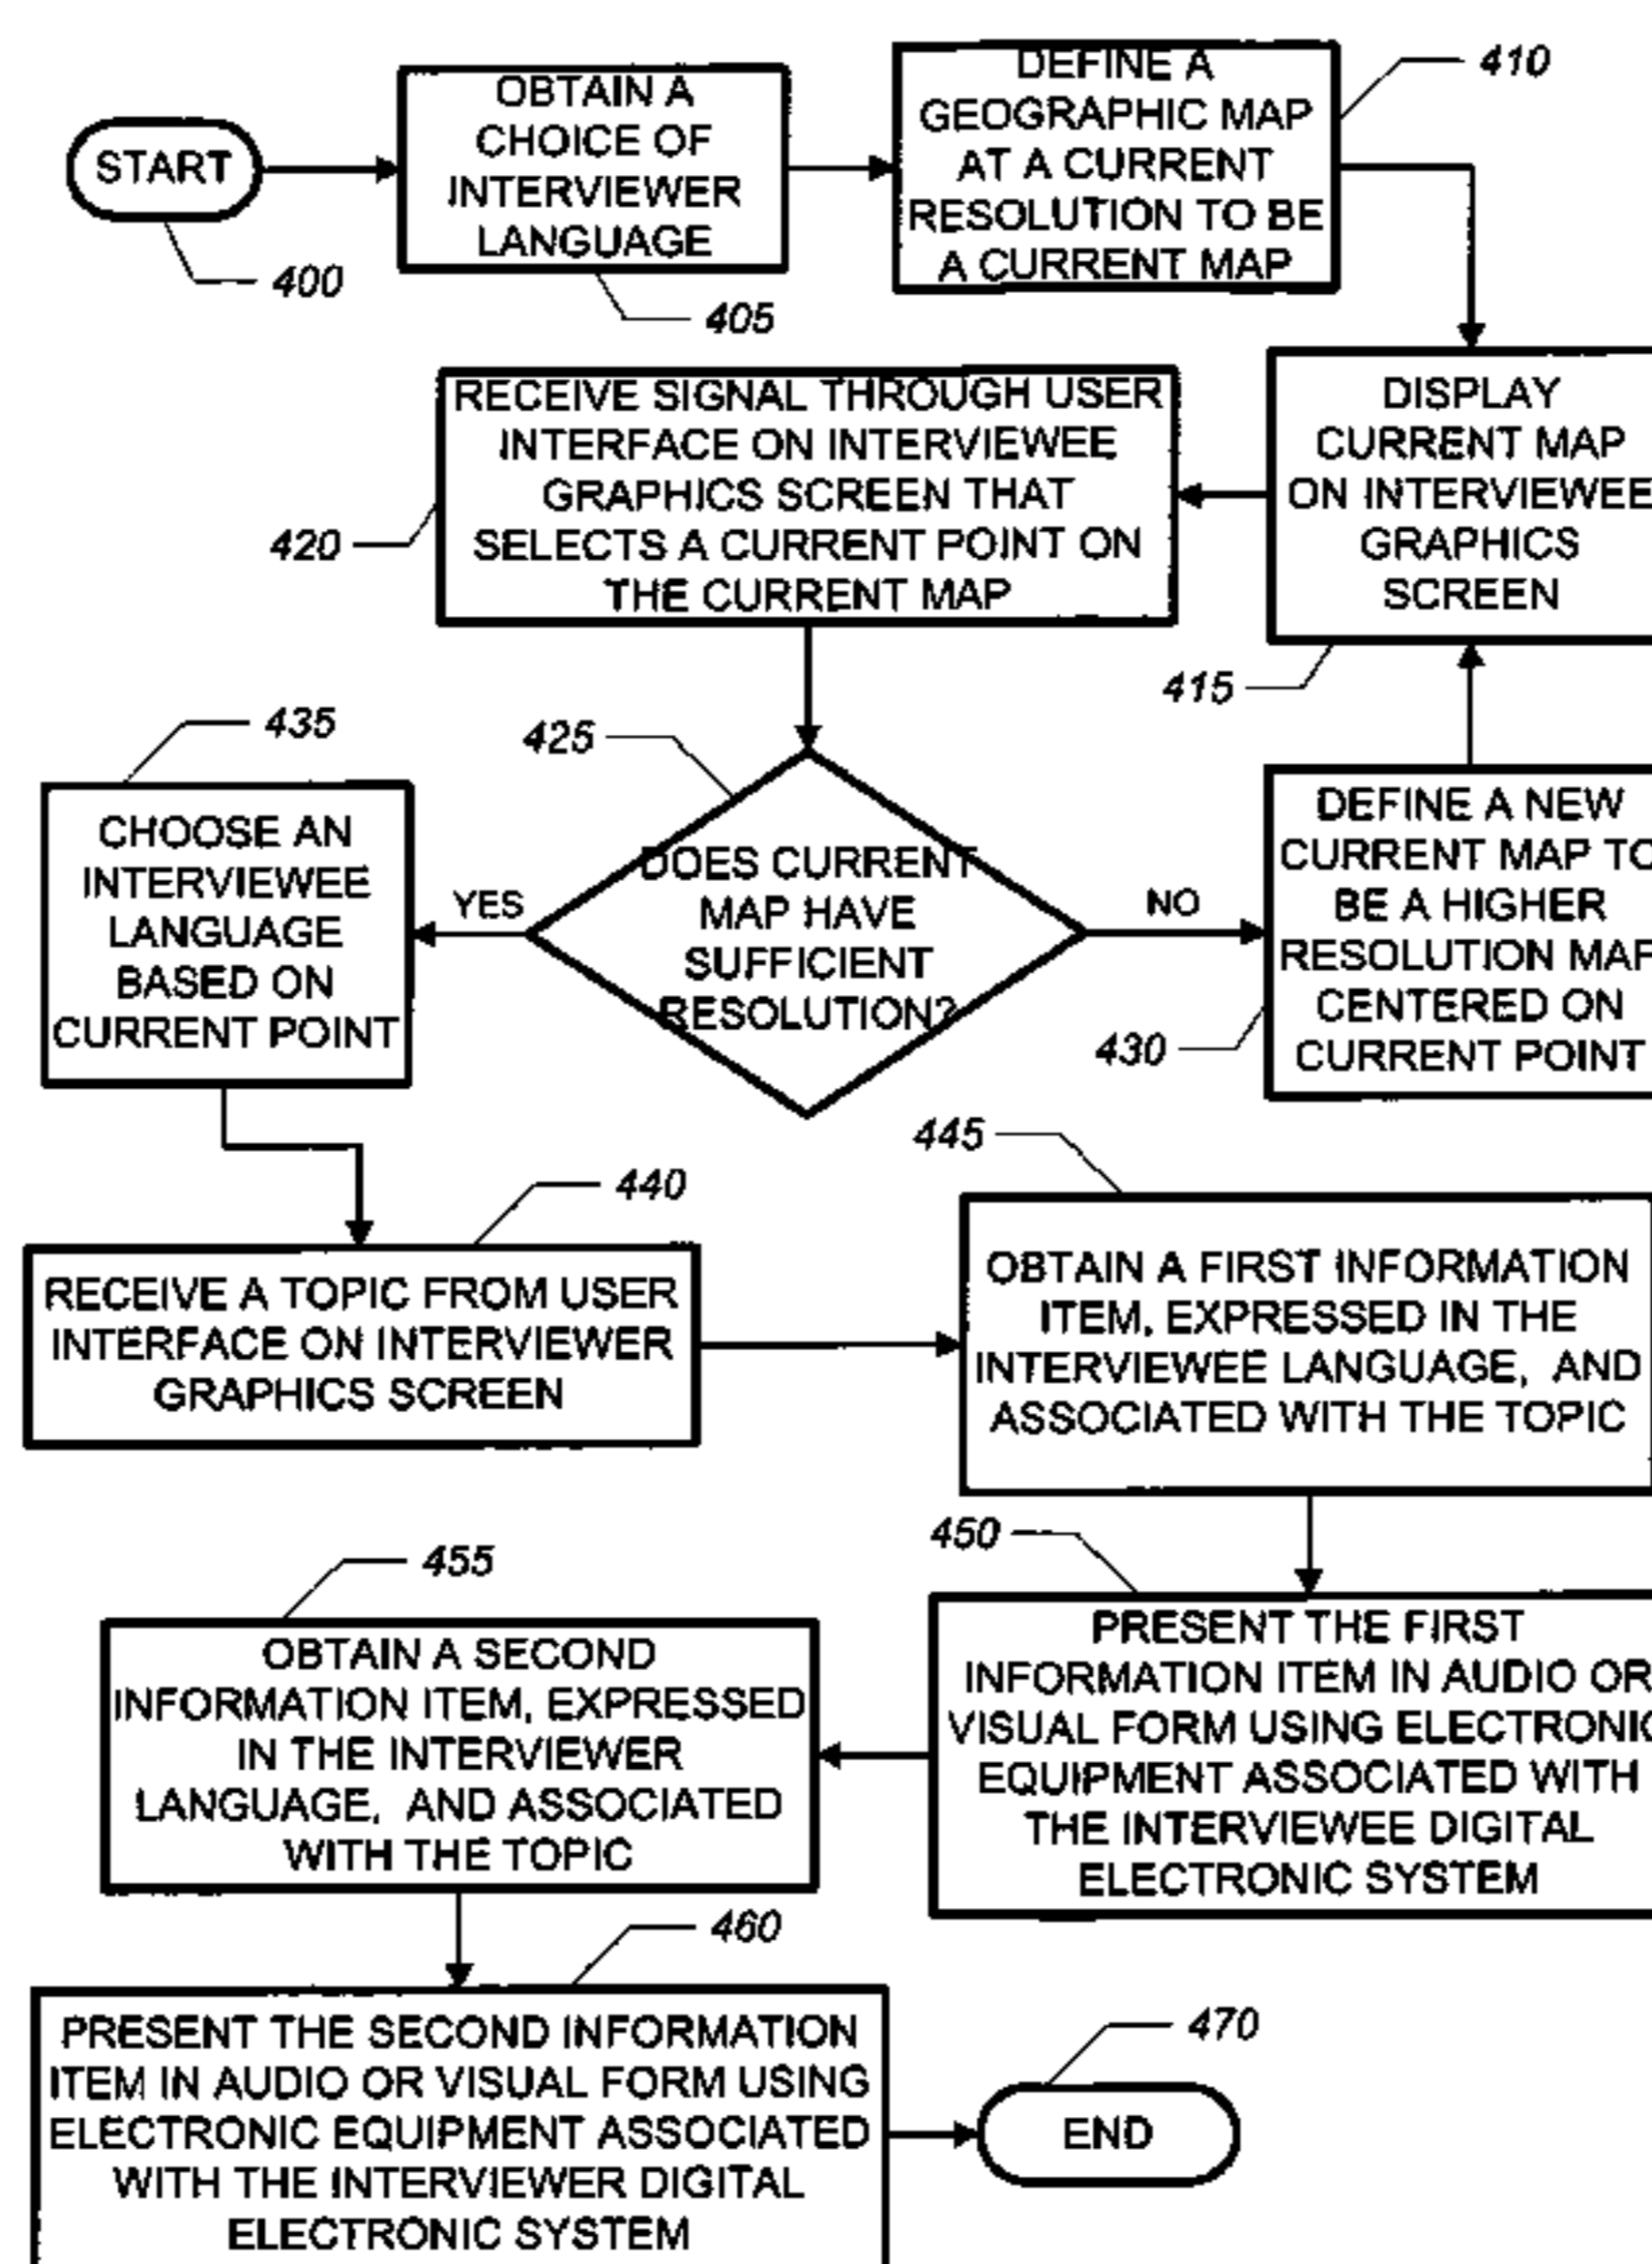 START
400
OBTAIN A
CHOICE OF
INTERVIEWER
LANGUAGE
405
DEFINE A
GEOGRAPHIC MAP
AT A CURRENT
RESOLUTION TO BE
A CURRENT MAP
410
DISPLAY
CURRENT MAP
ON INTERVIEWEE
GRAPHICS
SCREEN
415
RECEIVE SIGNAL THROUGH USER
INTERFACE ON INTERVIEWEE
GRAPHICS SCREEN THAT
SELECTS A CURRENT POINT ON
THE CURRENT MAP
420
425
DOES CURRENT
MAP HAVE
SUFFICIENT
RESOLUTION?
YES
NO
DEFINE A NEW
CURRENT MAP TO
BE A HIGHER
RESOLUTION MAP
CENTERED ON
CURRENT POINT
430
435
CHOOSE AN
INTERVIEWEE
LANGUAGE
BASED ON
CURRENT POINT
440
RECEIVE A TOPIC FROM USER
INTERFACE ON INTERVIEWER
GRAPHICS SCREEN
445
OBTAIN A FIRST INFORMATION
ITEM, EXPRESSED IN THE
INTERVIEWEE LANGUAGE, AND
ASSOCIATED WITH THE TOPIC
450
PRESENT THE FIRST
INFORMATION ITEM IN AUDIO OR
VISUAL FORM USING ELECTRONIC
EQUIPMENT ASSOCIATED WITH
THE INTERVIEWEE DIGITAL
ELECTRONIC SYSTEM
455
OBTAIN A SECOND
INFORMATION ITEM, EXPRESSED
IN THE INTERVIEWER
LANGUAGE, AND ASSOCIATED
WITH THE TOPIC
460
PRESENT THE SECOND INFORMATION
ITEM IN AUDIO OR VISUAL FORM USING
ELECTRONIC EQUIPMENT ASSOCIATED
WITH THE INTERVIEWER DIGITAL
ELECTRONIC SYSTEM
470
END